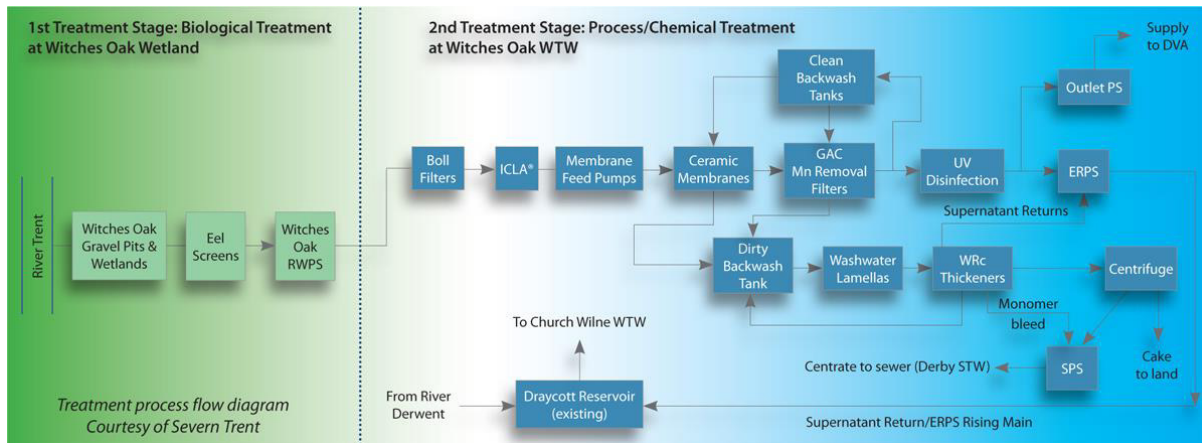 1st Treatment Stage: Biological Treatment
at Witches Oak Wetland
2nd Treatment Stage: Process/Chemical Treatment
at Witches Oak WTW
Clean
Backwash
Tanks
Supply
to DVA
Outlet PS
Boll
Filters
ICLA®
Membrane
Feed Pumps
Ceramic
Membranes
GAC
Mn Removal
Filters
UV
Disinfection
ERPS
River Trent
Witches Oak
Gravel Pits &
Wetlands
Eel
Screens
Witches
Oak
RWPS
Supernatant Returns
Dirty
Backwash
Tank
Washwater
Lamellas
WRc
Thickeners
Centrifuge
Monomer
bleed
To Church Wilne WTW
Centrate to sewer (Derby STW)
SPS
Cake
to land
From River
Derwent
Draycott Reservoir
(existing)
Supernatant Return/ERPS Rising Main
Treatment process flow diagram
Courtesy of Severn Trent